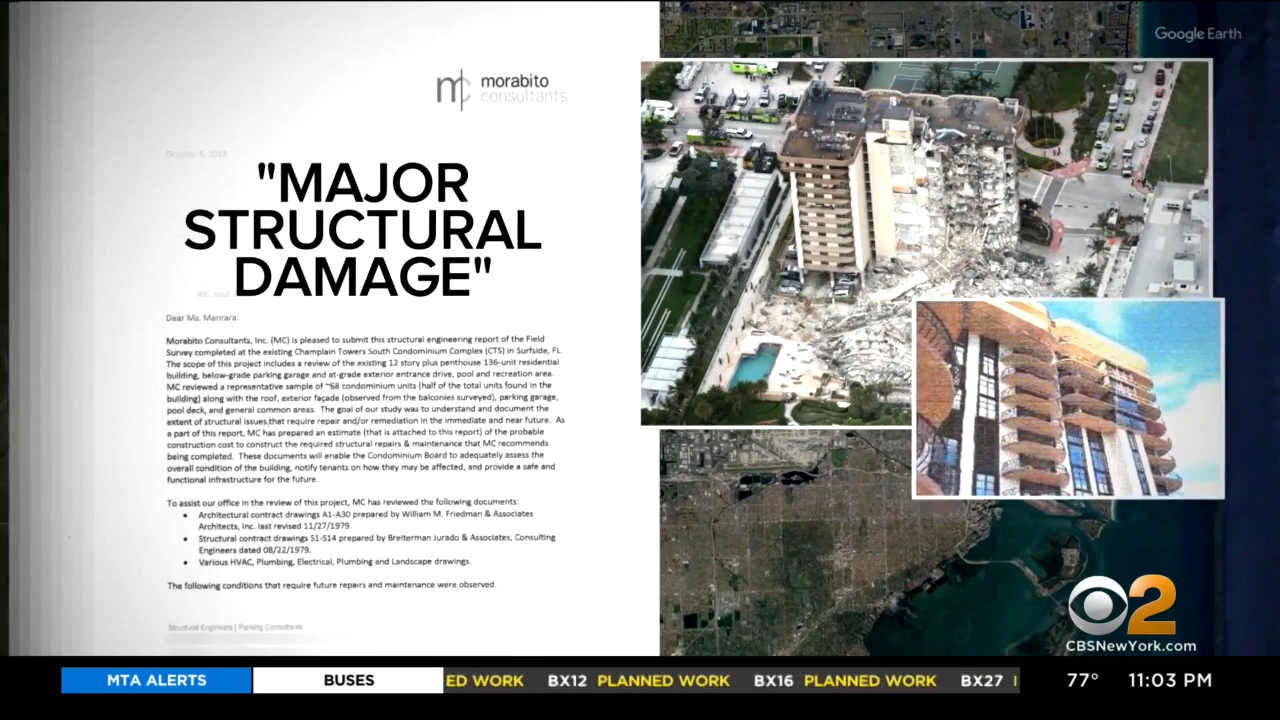 Google Earth
mc morabito
consultants
October 8, 2018
"MAJOR
STRUCTURAL
DAMAGE"
Dear Ms. Manrara:
Morabito Consultants, Inc. (MC) is pleased to submit this structural engineering report of the Field
Survey completed at the existing Champlain Towers South Condominium Complex (CTS) in Surfside, FL.
The scope of this project includes a review of the existing 12 story plus penthouse 136-unit residential
building, below-grade parking garage and at-grade exterior entrance drive, pool and recreation area.
MC reviewed a representative sample of ~68 condominium units (half of the total units found in the
building) along with the roof, exterior façade (observed from the balconies surveyed), parking garage,
pool deck, and general common areas. The goal of our study was to understand and document the
extent of structural issues that require repair and/or remediation in the immediate and near future. As
a part of this report, MC has prepared an estimate (that is attached to this report) of the probable
construction cost to construct the required structural repairs & maintenance that MC recommends
being completed. These documents will enable the Condominium Board to adequately assess the
overall condition of the building, notify tenants on how they may be affected, and provide a safe and
functional infrastructure for the future.
To assist our office in the review of this project, MC has reviewed the following documents:
• Architectural contract drawings A1-A30 prepared by William M. Friedman & Associates
Architects, Inc. last revised 11/27/1979.
• Structural contract drawings S1-S14 prepared by Breiterman Jurado & Associates, Consulting
Engineers dated 08/22/1979.
• Various HVAC, Plumbing, Electrical, Plumbing and Landscape drawings.
The following conditions that require future repairs and maintenance were observed.
Structural Engineers | Parking Consultants
2
CBSNewYork.com
MTA ALERTS BUSES ED WORK BX12 PLANNED WORK BX16 PLANNED WORK BX27 77° 11:03 PM